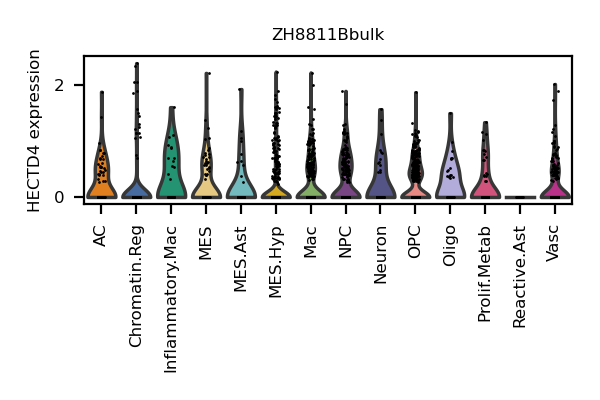 ZH8811Bbulk
HECTD4 expression
2
0
AC
Chromatin.Reg
Inflammatory.Mac
MES
MES.Ast
MES.Hyp
Mac
NPC
Neuron
OPC
Oligo
Prolif.Metab
Reactive.Ast
Vasc